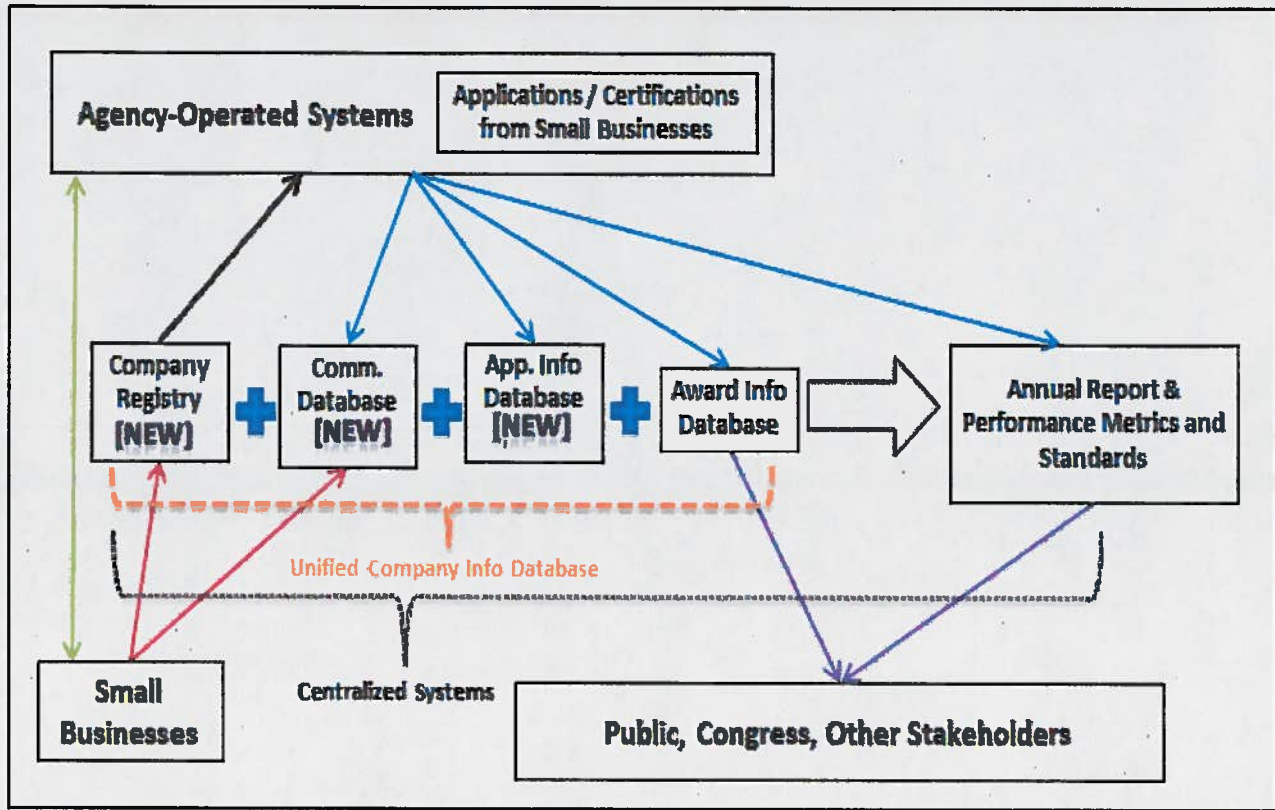 Agency-Operated Systems
Applications / Certifications
from Small Businesses
Company
Registry
[NEW]
Comm.
Database
[NEW]
App. Info
Database
[NEW]
Award Info
Database
Annual Report &
Performance Metrics and
Standards
Unified Company Info Database
Small
Businesses
Centralized Systems
Public, Congress, Other Stakeholders